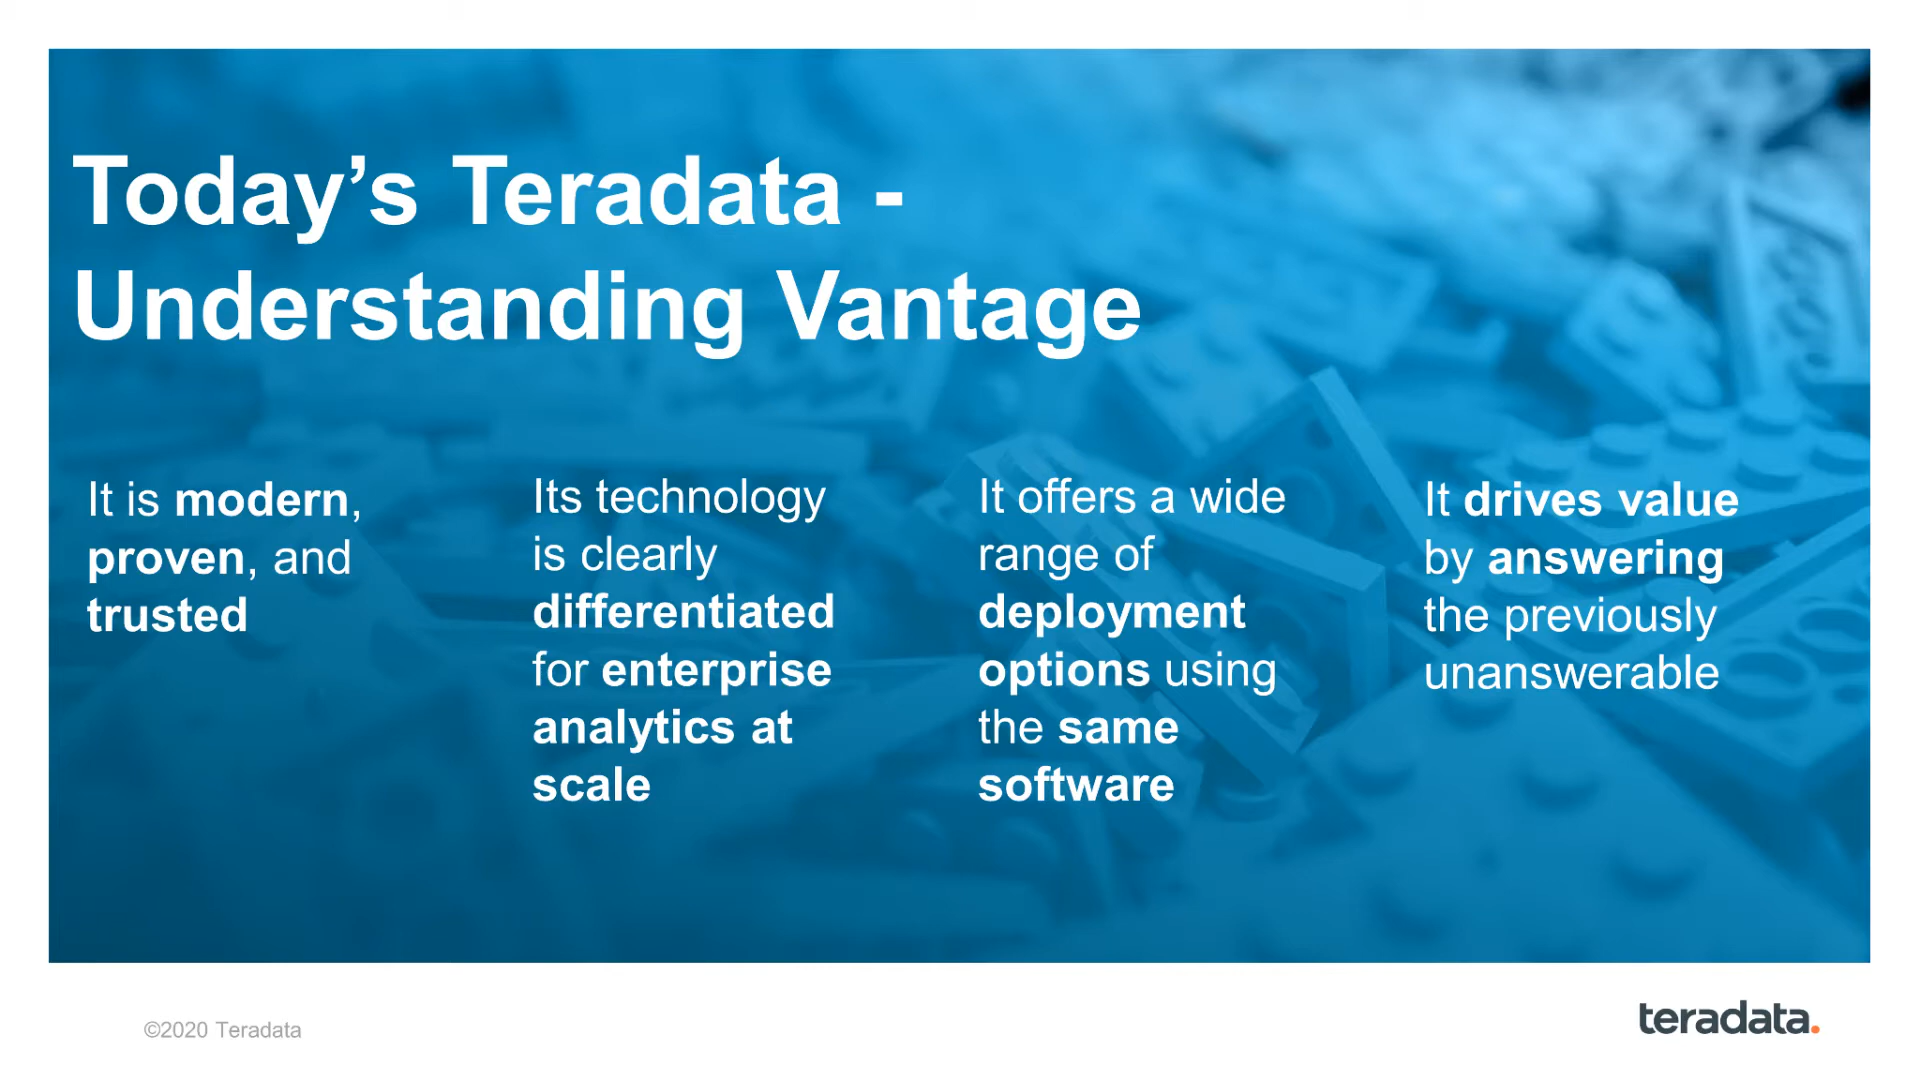 Today’s Teradata -
Understanding Vantage
It is modern,
proven, and
trusted
Its technology
is clearly
differentiated
for enterprise
analytics at
scale
It offers a wide
range of
deployment
options using
the same
software
It drives value
by answering
the previously
unanswerable
©2020 Teradata
teradata.